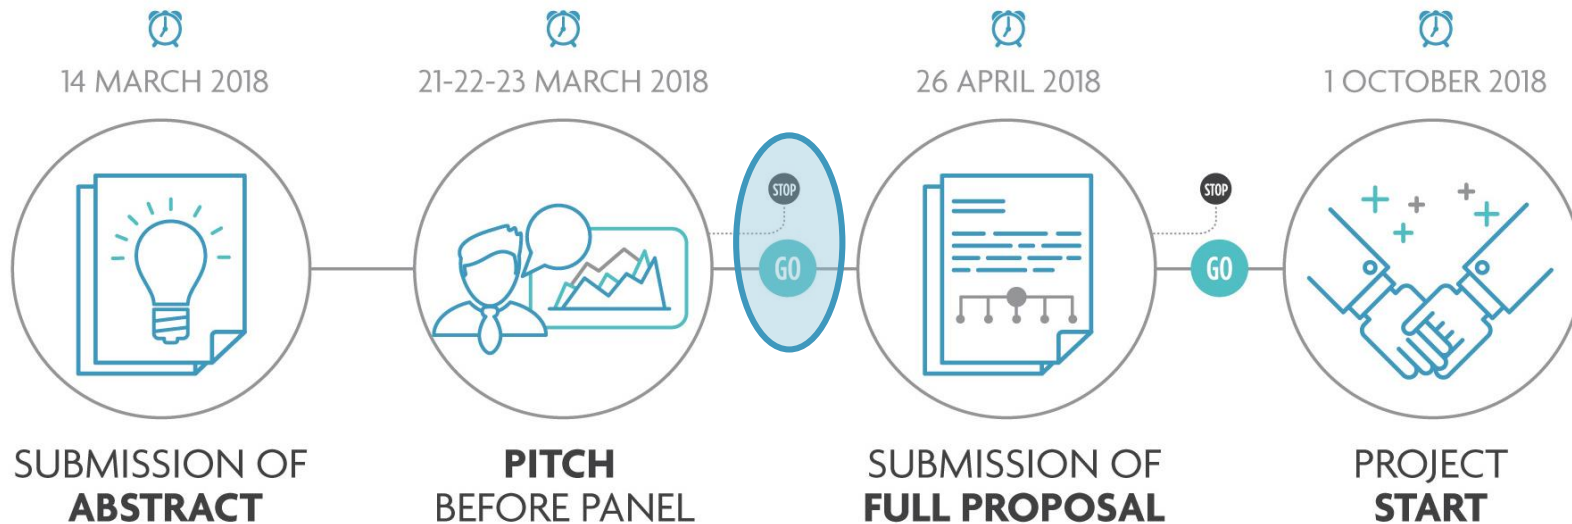 14 MARCH 2018
21-22-23 MARCH 2018
26 APRIL 2018
1 OCTOBER 2018
STOP
GO
STOP
GO
SUBMISSION OF
ABSTRACT
PITCH
BEFORE PANEL
SUBMISSION OF
FULL PROPOSAL
PROJECT
START